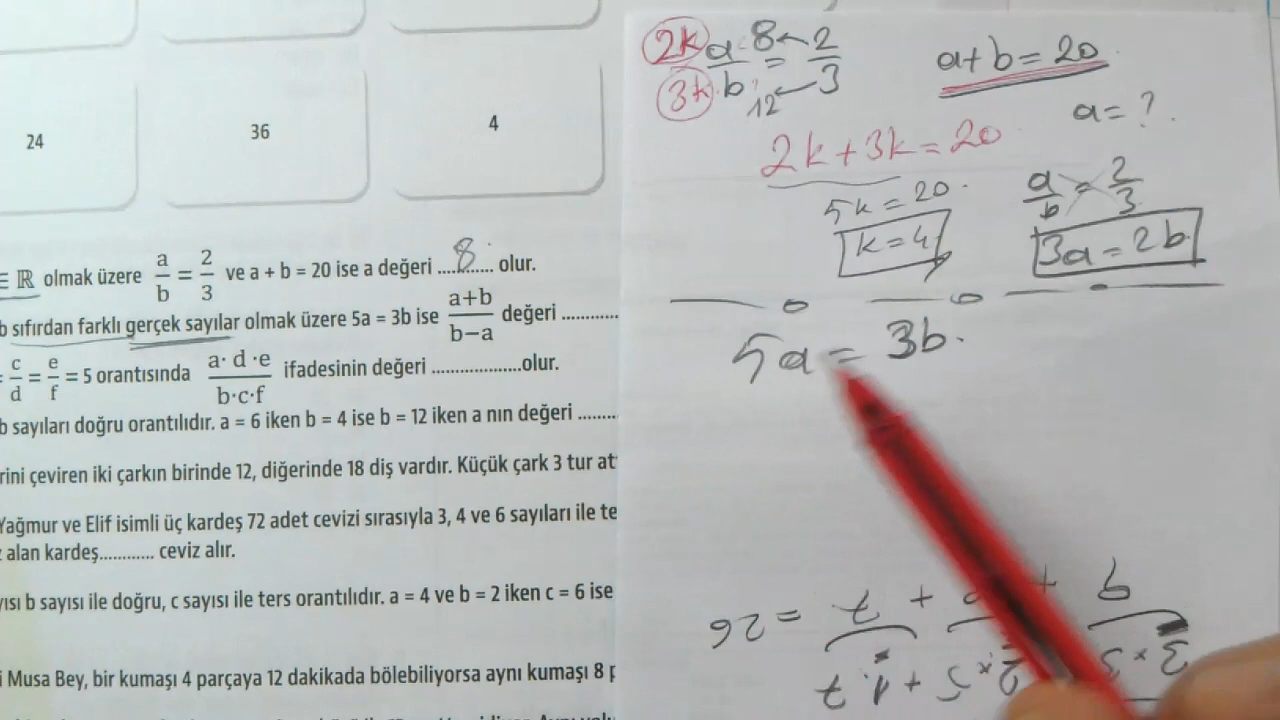 24
36
4
∈ ℝ olmak üzere a/b = 2/3 ve a + b = 20 ise a değeri ....8...... olur.
b sıfırdan farklı gerçek sayılar olmak üzere 5a = 3b ise a+b/b−a değeri ............
= c/d = e/f = 5 orantısında a· d ·e/b·c·f ifadesinin değeri ...................olur.
b sayıları doğru orantılıdır. a = 6 iken b = 4 ise b = 12 iken a nın değeri ........
rini çeviren iki çarkın birinde 12, diğerinde 18 diş vardır. Küçük çark 3 tur at
Yağmur ve Elif isimli üç kardeş 72 adet cevizi sırasıyla 3, 4 ve 6 sayıları ile te
alan kardeş............ ceviz alır.
yısı b sayısı ile doğru, c sayısı ile ters orantılıdır. a = 4 ve b = 2 iken c = 6 ise
i Musa Bey, bir kumaşı 4 parçaya 12 dakikada bölebiliyorsa aynı kumaşı 8 p
2k a 8 2
3k b 12 = 3
a+b=20
a=?
2k+3k=20
5k=20
k=4
a/b = 2/3
3a=2b
5a = 3b